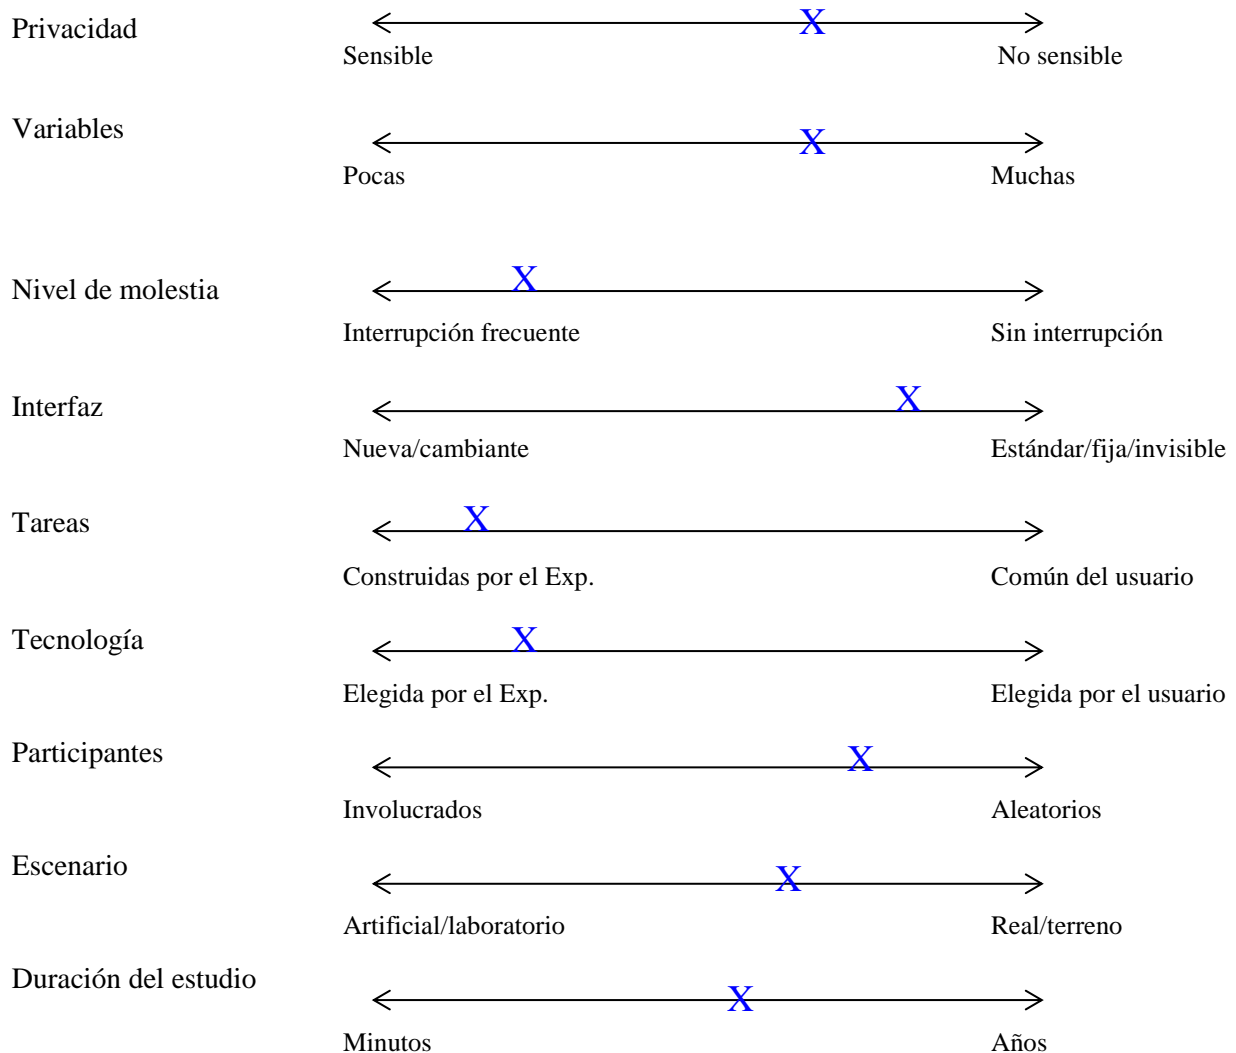 Privacidad
X
Sensible No sensible
Variables
X
Pocas Muchas
Nivel de molestia
X
Interrupción frecuente Sin interrupción
Interfaz
X
Nueva/cambiante Estándar/fija/invisible
Tareas
X
Construidas por el Exp. Común del usuario
Tecnología
X
Elegida por el Exp. Elegida por el usuario
Participantes
X
Involucrados Aleatorios
Escenario
X
Artificial/laboratorio Real/terreno
Duración del estudio
X
Minutos Años